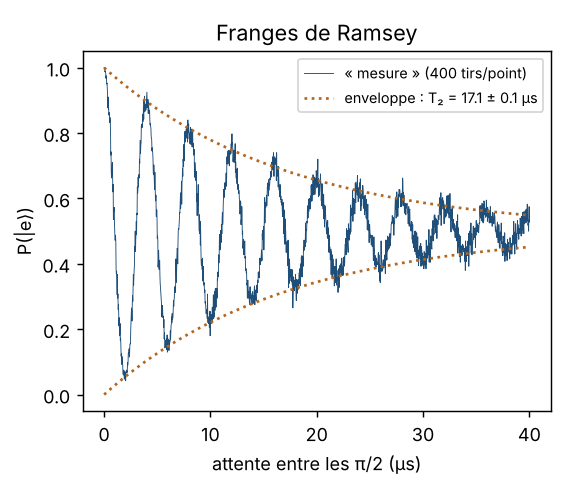 Franges de Ramsey
« mesure » (400 tirs/point)
enveloppe : T₂ = 17.1 ± 0.1 µs
P(|e⟩)
1.0
0.8
0.6
0.4
0.2
0.0
0
10
20
30
40
attente entre les π/2 (µs)